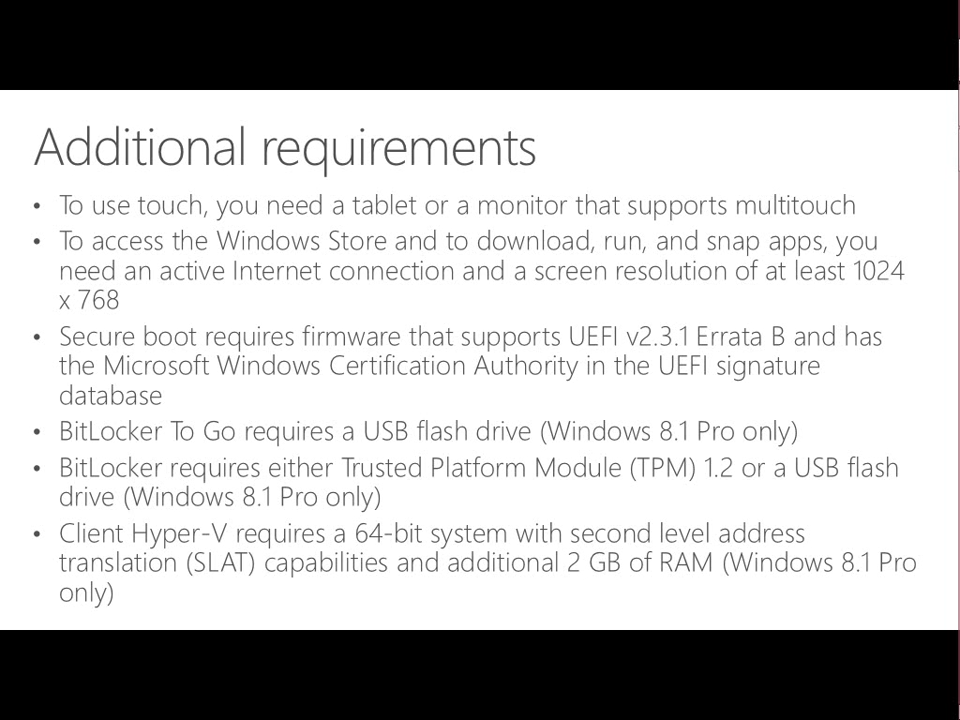 Additional requirements
• To use touch, you need a tablet or a monitor that supports multitouch
• To access the Windows Store and to download, run, and snap apps, you
need an active Internet connection and a screen resolution of at least 1024
x 768
• Secure boot requires firmware that supports UEFI v2.3.1 Errata B and has
the Microsoft Windows Certification Authority in the UEFI signature
database
• BitLocker To Go requires a USB flash drive (Windows 8.1 Pro only)
• BitLocker requires either Trusted Platform Module (TPM) 1.2 or a USB flash
drive (Windows 8.1 Pro only)
• Client Hyper-V requires a 64-bit system with second level address
translation (SLAT) capabilities and additional 2 GB of RAM (Windows 8.1 Pro
only)